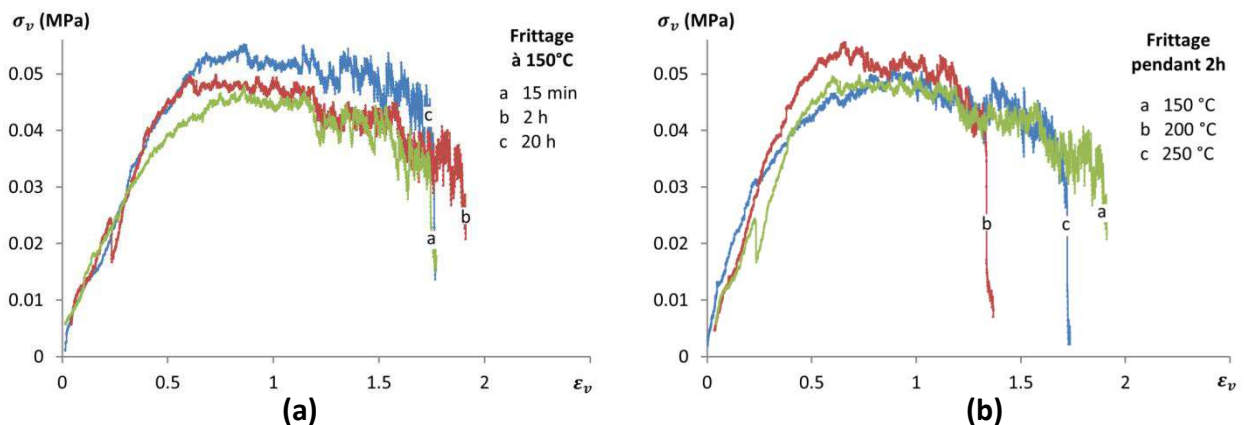 σᵥ (MPa)
0.05
0.04
0.03
0.02
0.01
0
0
0.5
1
1.5
2
εᵥ
Frittage
à 150°C
a 15 min
b 2 h
c 20 h
c
b
a
(a)
σᵥ (MPa)
0.05
0.04
0.03
0.02
0.01
0
0
0.5
1
1.5
2
εᵥ
Frittage
pendant 2h
a 150 °C
b 200 °C
c 250 °C
a
b
c
(b)